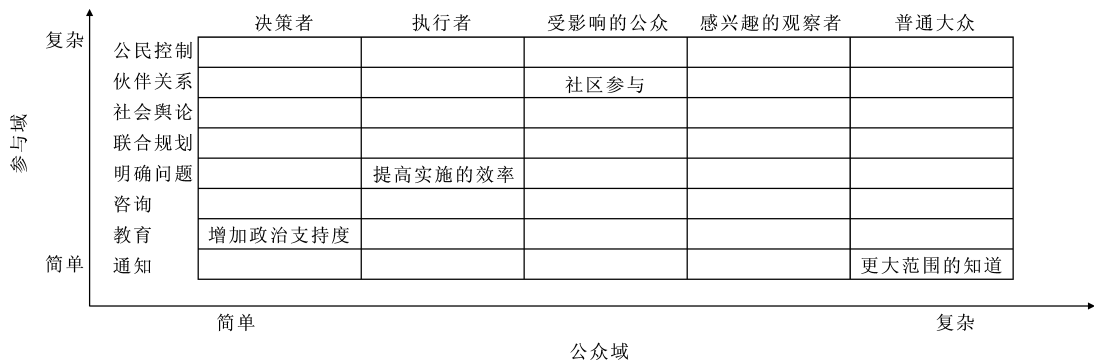 决策者 执行者 受影响的公众 感兴趣的观察者 普通大众
复杂
公民控制
伙伴关系 社区参与
社会舆论
联合规划
明确问题 提高实施的效率
咨询
教育 增加政治支持度
简单 通知 更大范围的知道
参与域
简单 复杂
公众域